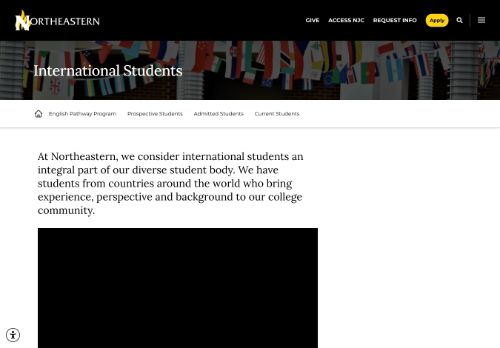 NORTHEASTERN
GIVE ACCESS NJC REQUEST INFO Apply
International Students
English Pathway Program Prospective Students Admitted Students Current Students
At Northeastern, we consider international students an
integral part of our diverse student body. We have
students from countries around the world who bring
experience, perspective and background to our college
community.